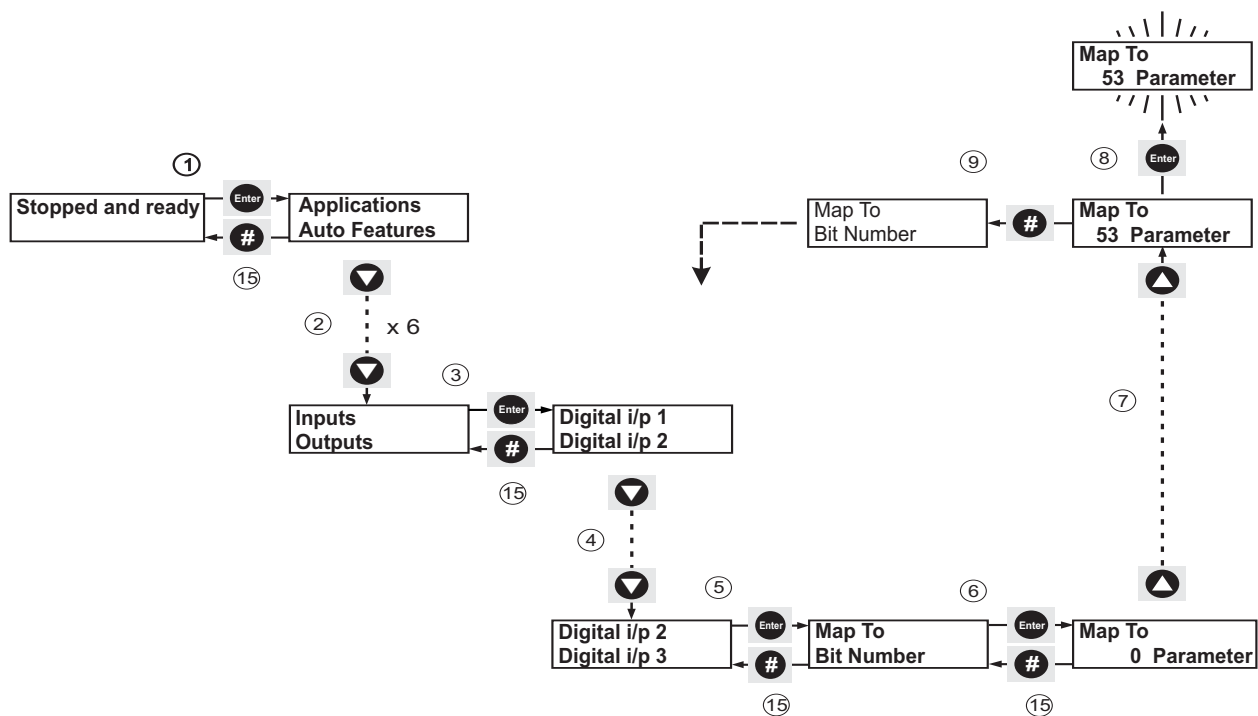 Map To
53 Parameter
①
⑨
Enter
⑧
Stopped and ready
Enter
#
Applications
Auto Features
Map To
Bit Number
#
Map To
53 Parameter
⑮
②
x 6
③
⑦
Inputs
Outputs
Enter
#
Digital i/p 1
Digital i/p 2
⑮
④
⑤
⑥
Digital i/p 2
Digital i/p 3
Enter
#
Map To
Bit Number
Enter
#
Map To
0 Parameter
⑮
⑮